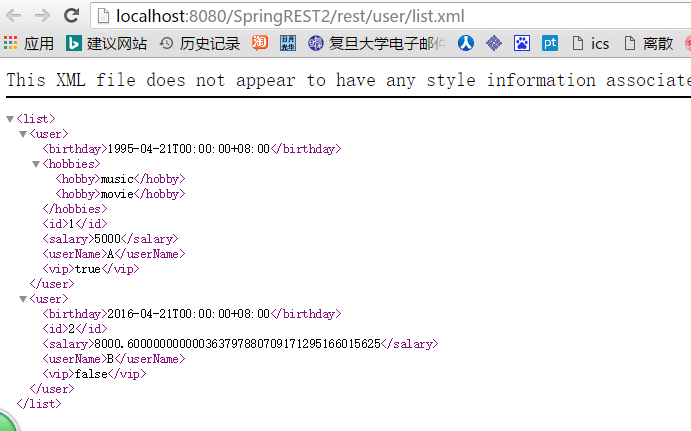 localhost:8080/SpringREST2/rest/user/list.xml
应用 建议网站 历史记录 淘 日月光华 复旦大学电子邮件 pt ics 离散
This XML file does not appear to have any style information associate
<list>
<user>
<birthday>1995-04-21T00:00:00+08:00</birthday>
<hobbies>
<hobby>music</hobby>
<hobby>movie</hobby>
</hobbies>
<id>1</id>
<salary>5000</salary>
<userName>A</userName>
<vip>true</vip>
</user>
<user>
<birthday>2016-04-21T00:00:00+08:00</birthday>
<id>2</id>
<salary>8000.600000000000363797880709171295166015625</salary>
<userName>B</userName>
<vip>false</vip>
</user>
</list>